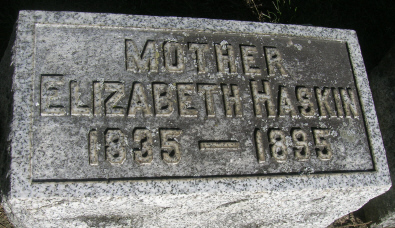 MOTHER
ELIZABETH HASKIN
1835 — 1895